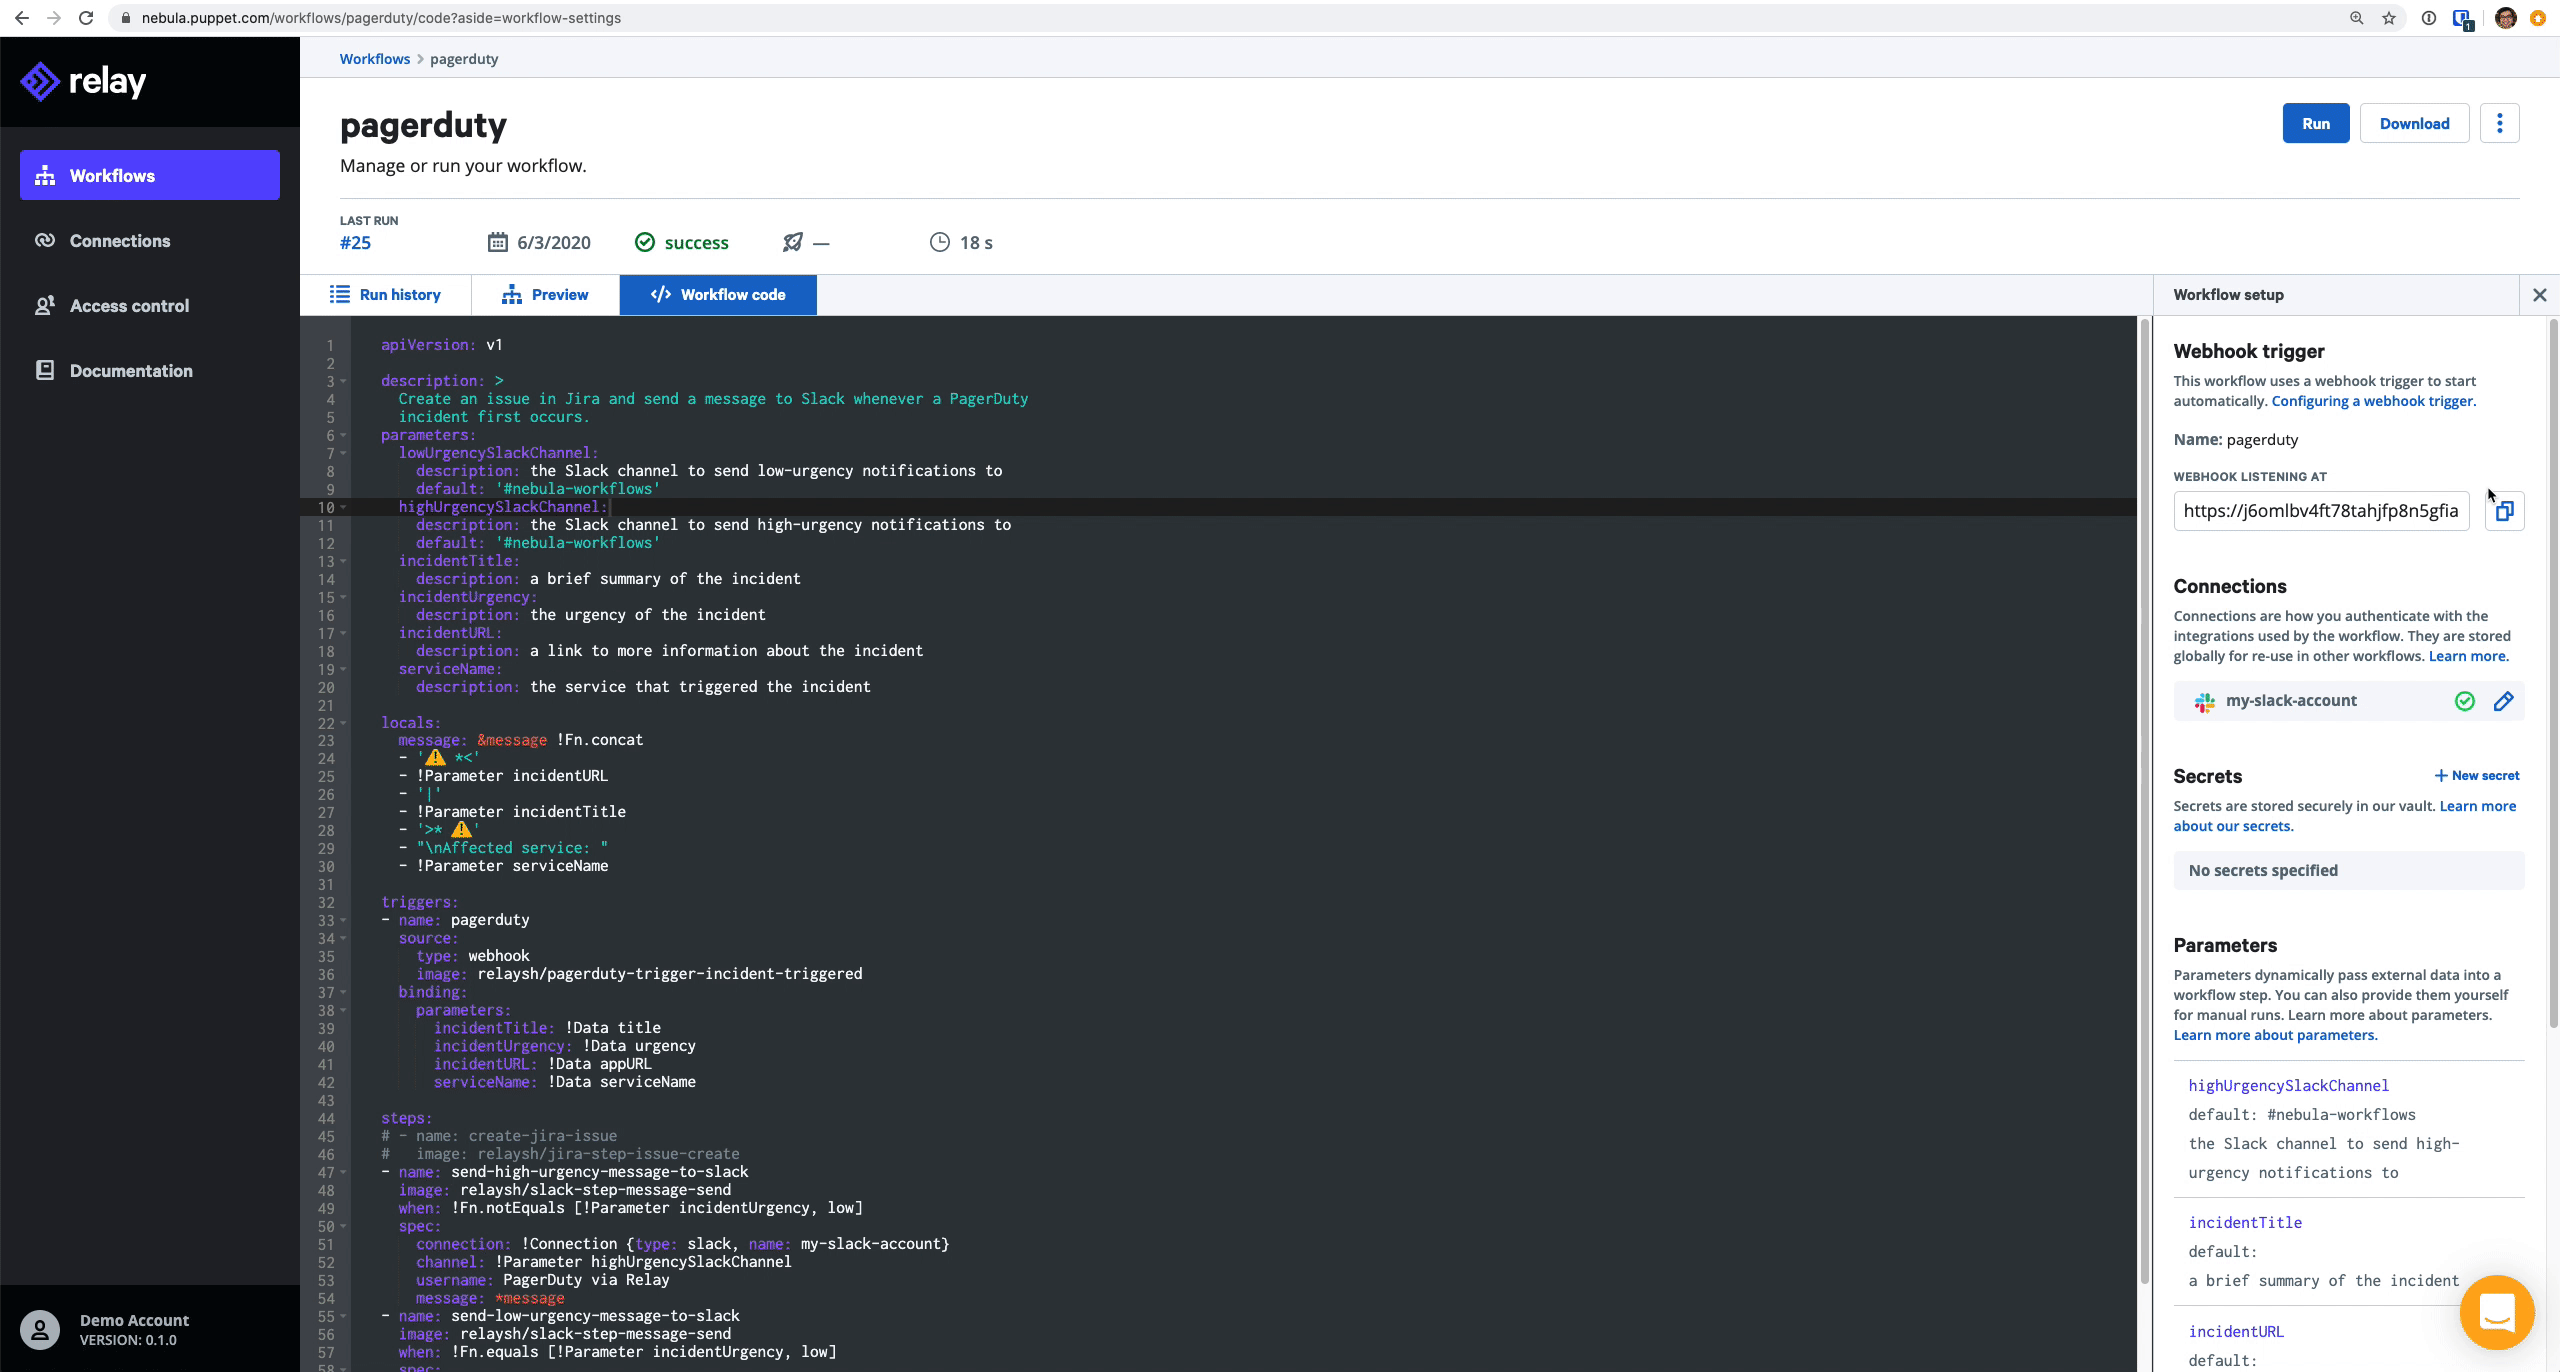 nebula.puppet.com/workflows/pagerduty/code?aside=workflow-settings
1
relay
Workflows
Connections
Access control
Documentation
Demo Account
VERSION: 0.1.0
Workflows > pagerduty
pagerduty
Manage or run your workflow.
Run
Download
LAST RUN
#25
6/3/2020
success
—
18 s
Run history
Preview
</> Workflow code
1 apiVersion: v1
2
3 description: >
4 Create an issue in Jira and send a message to Slack whenever a PagerDuty
5 incident first occurs.
6 parameters:
7 lowUrgencySlackChannel:
8 description: the Slack channel to send low-urgency notifications to
9 default: '#nebula-workflows'
10 highUrgencySlackChannel:
11 description: the Slack channel to send high-urgency notifications to
12 default: '#nebula-workflows'
13 incidentTitle:
14 description: a brief summary of the incident
15 incidentUrgency:
16 description: the urgency of the incident
17 incidentURL:
18 description: a link to more information about the incident
19 serviceName:
20 description: the service that triggered the incident
21
22 locals:
23 message: &message !Fn.concat
24 - '⚠️ *<'
25 - !Parameter incidentURL
26 - '|'
27 - !Parameter incidentTitle
28 - '>* ⚠️'
29 - "\nAffected service: "
30 - !Parameter serviceName
31
32 triggers:
33 - name: pagerduty
34 source:
35 type: webhook
36 image: relaysh/pagerduty-trigger-incident-triggered
37 binding:
38 parameters:
39 incidentTitle: !Data title
40 incidentUrgency: !Data urgency
41 incidentURL: !Data appURL
42 serviceName: !Data serviceName
43
44 steps:
45 # - name: create-jira-issue
46 # image: relaysh/jira-step-issue-create
47 - name: send-high-urgency-message-to-slack
48 image: relaysh/slack-step-message-send
49 when: !Fn.notEquals [!Parameter incidentUrgency, low]
50 spec:
51 connection: !Connection {type: slack, name: my-slack-account}
52 channel: !Parameter highUrgencySlackChannel
53 username: PagerDuty via Relay
54 message: *message
55 - name: send-low-urgency-message-to-slack
56 image: relaysh/slack-step-message-send
57 when: !Fn.equals [!Parameter incidentUrgency, low]
58 spec:
Workflow setup
Webhook trigger
This workflow uses a webhook trigger to start
automatically. Configuring a webhook trigger.
Name: pagerduty
WEBHOOK LISTENING AT
https://j6omlbv4ft78tahjfp8n5gfia
Connections
Connections are how you authenticate with the
integrations used by the workflow. They are stored
globally for re-use in other workflows. Learn more.
my-slack-account
Secrets
+ New secret
Secrets are stored securely in our vault. Learn more
about our secrets.
No secrets specified
Parameters
Parameters dynamically pass external data into a
workflow step. You can also provide them yourself
for manual runs. Learn more about parameters.
Learn more about parameters.
highUrgencySlackChannel
default: #nebula-workflows
the Slack channel to send high-
urgency notifications to
incidentTitle
default:
a brief summary of the incident
incidentURL
default: